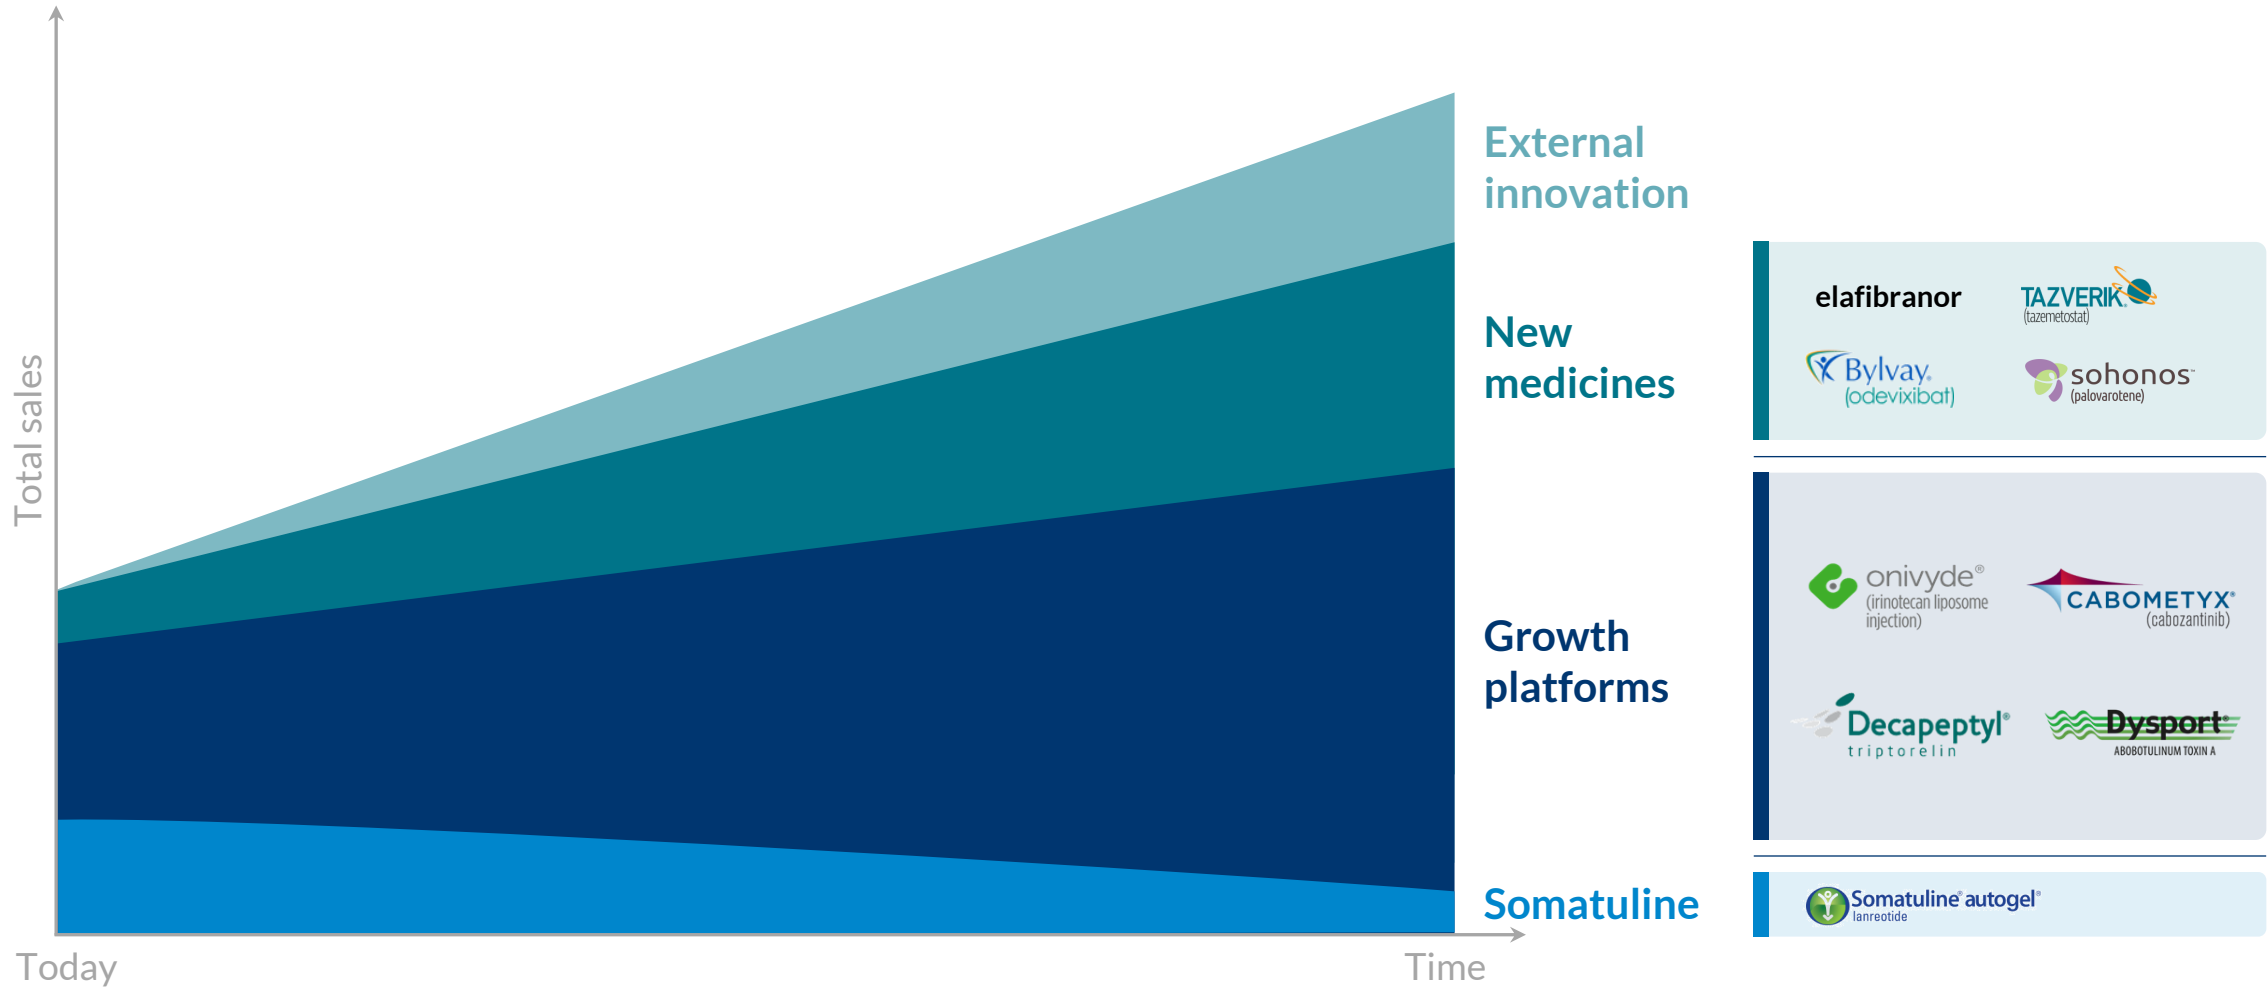 Total sales
Today
Time
External
innovation
New
medicines
Growth
platforms
Somatuline
elafibranor
TAZVERIK®
(tazemetostat)
Bylvay®
(odevixibat)
sohonos™
(palovarotene)
onivyde®
(irinotecan liposome
injection)
CABOMETYX®
(cabozantinib)
Decapeptyl®
triptorelin
Dysport®
ABOBOTULINUM TOXIN A
Somatuline® autogel®
lanreotide